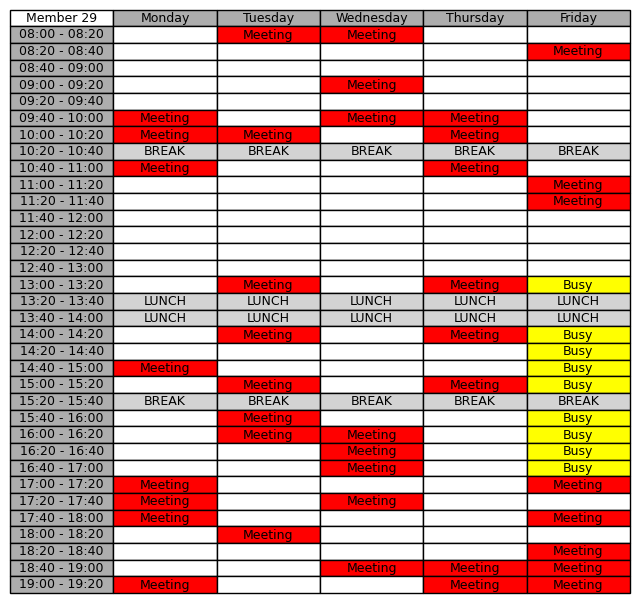 Member 29 Monday Tuesday Wednesday Thursday Friday
08:00 - 08:20 Meeting Meeting
08:20 - 08:40 Meeting
08:40 - 09:00
09:00 - 09:20 Meeting
09:20 - 09:40
09:40 - 10:00 Meeting Meeting Meeting
10:00 - 10:20 Meeting Meeting Meeting
10:20 - 10:40 BREAK BREAK BREAK BREAK BREAK
10:40 - 11:00 Meeting Meeting
11:00 - 11:20 Meeting
11:20 - 11:40 Meeting
11:40 - 12:00
12:00 - 12:20
12:20 - 12:40
12:40 - 13:00
13:00 - 13:20 Meeting Meeting Busy
13:20 - 13:40 LUNCH LUNCH LUNCH LUNCH LUNCH
13:40 - 14:00 LUNCH LUNCH LUNCH LUNCH LUNCH
14:00 - 14:20 Meeting Meeting Busy
14:20 - 14:40 Busy
14:40 - 15:00 Meeting Busy
15:00 - 15:20 Meeting Meeting Busy
15:20 - 15:40 BREAK BREAK BREAK BREAK BREAK
15:40 - 16:00 Meeting Busy
16:00 - 16:20 Meeting Meeting Busy
16:20 - 16:40 Meeting Busy
16:40 - 17:00 Meeting Busy
17:00 - 17:20 Meeting Meeting
17:20 - 17:40 Meeting Meeting
17:40 - 18:00 Meeting Meeting
18:00 - 18:20 Meeting
18:20 - 18:40 Meeting
18:40 - 19:00 Meeting Meeting Meeting
19:00 - 19:20 Meeting Meeting Meeting